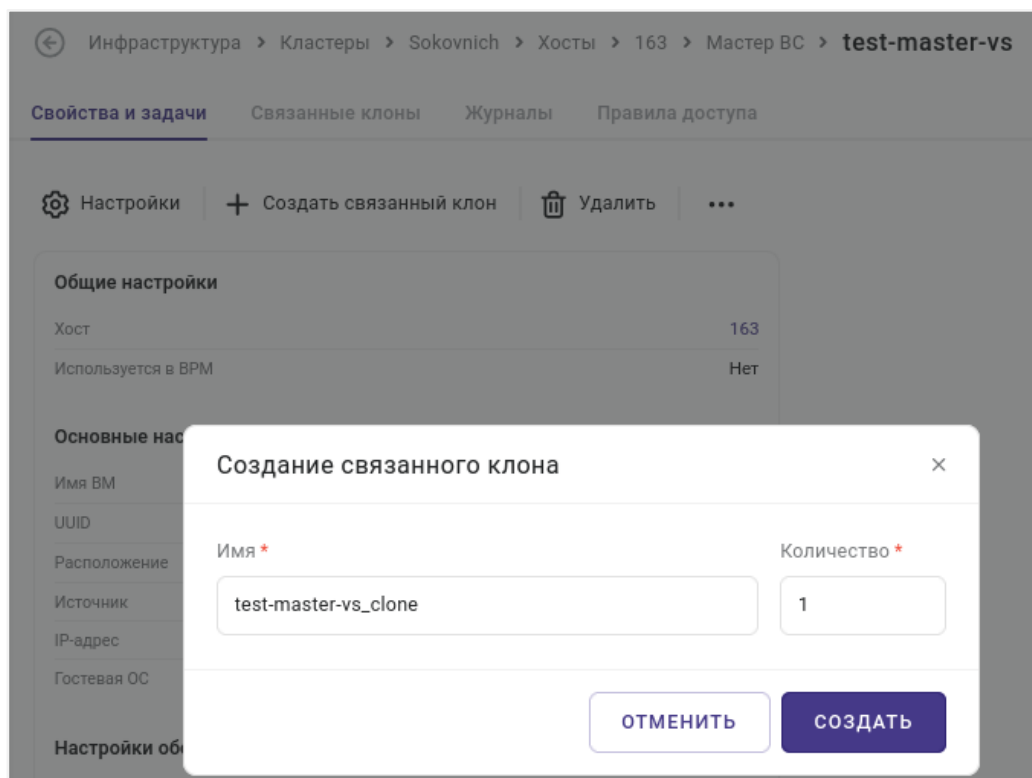 Инфраструктура > Кластеры > Sokovnich > Хосты > 163 > Мастер ВС > test-master-vs
Свойства и задачи Связанные клоны Журналы Правила доступа
Настройки Создать связанный клон Удалить ...
Общие настройки
Хост 163
Используется в ВРМ Нет
Основные нас
Создание связанного клона
Имя ВМ
UUID
Имя * Количество *
Расположение
Источник
test-master-vs_clone 1
IP-адрес
Гостевая ОС
ОТМЕНИТЬ СОЗДАТЬ
Настройки об